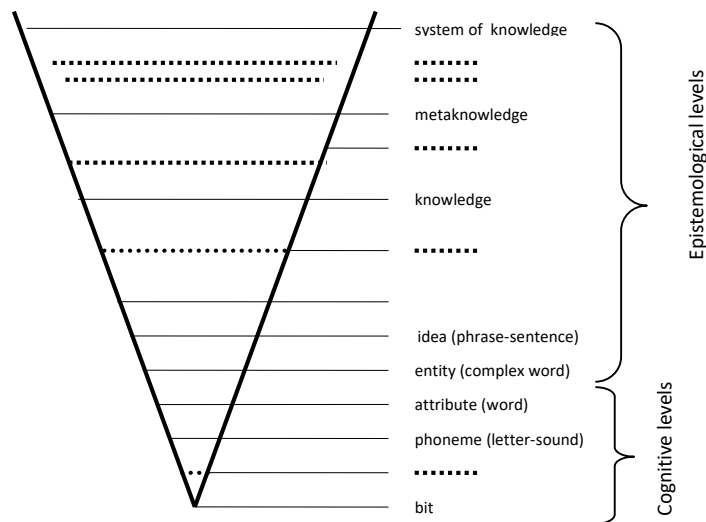 system of knowledge
metaknowledge
knowledge
idea (phrase-sentence)
entity (complex word)
attribute (word)
phoneme (letter-sound)
bit
Epistemological levels
Cognitive levels